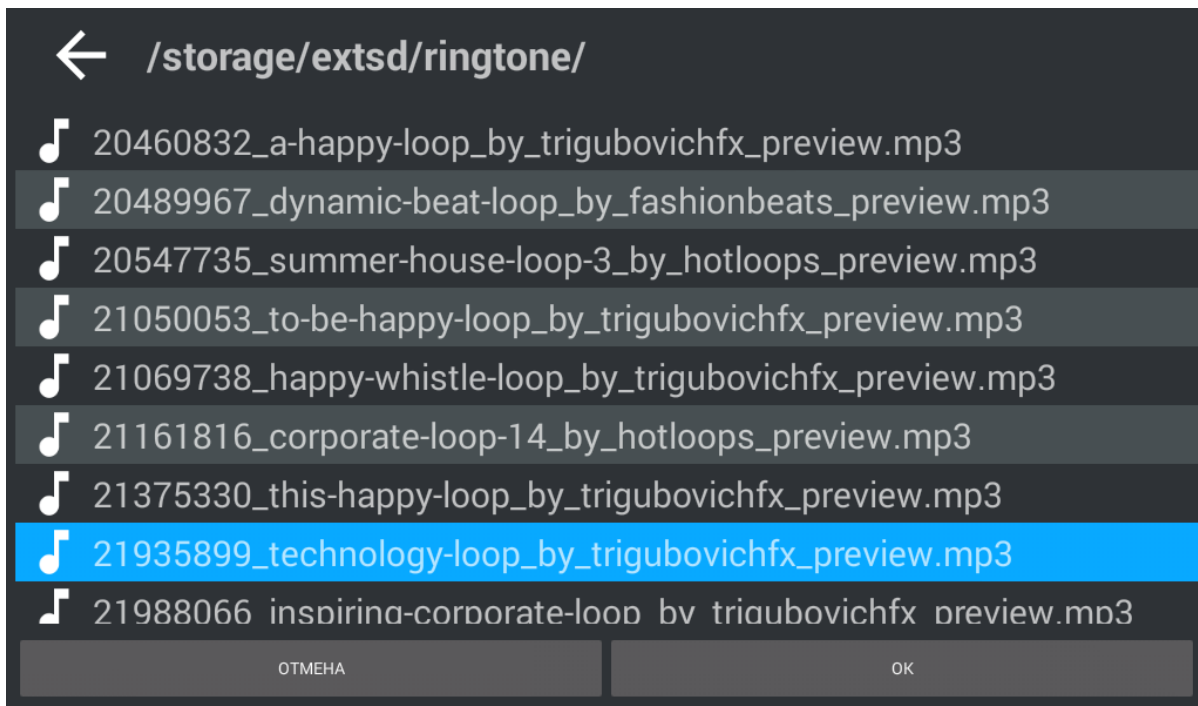 /storage/extsd/ringtone/
20460832_a-happy-loop_by_trigubovichfx_preview.mp3
20489967_dynamic-beat-loop_by_fashionbeats_preview.mp3
20547735_summer-house-loop-3_by_hotloops_preview.mp3
21050053_to-be-happy-loop_by_trigubovichfx_preview.mp3
21069738_happy-whistle-loop_by_trigubovichfx_preview.mp3
21161816_corporate-loop-14_by_hotloops_preview.mp3
21375330_this-happy-loop_by_trigubovichfx_preview.mp3
21935899_technology-loop_by_trigubovichfx_preview.mp3
21988066_inspiring-corporate-loop_by_trigubovichfx_preview.mp3
ОТМЕНА ОК